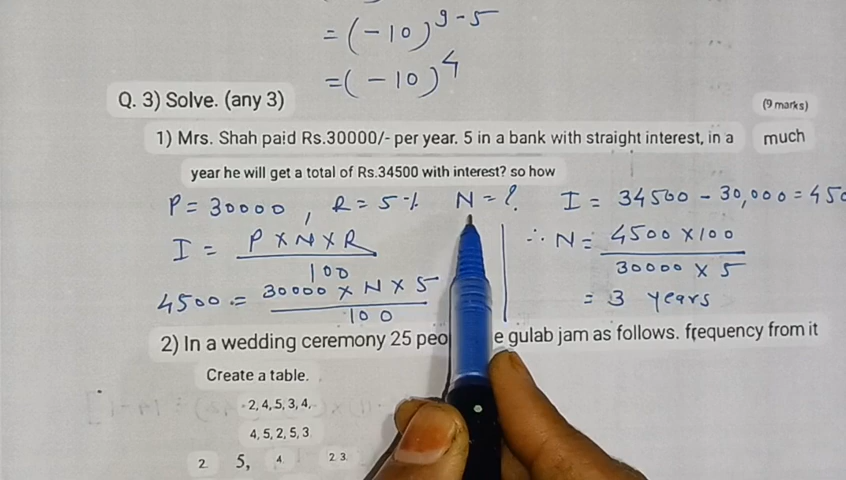 = (-10)^9-5
= (-10)^4
Q. 3) Solve. (any 3) (9 marks)
1) Mrs. Shah paid Rs.30000/- per year. 5 in a bank with straight interest, in a much
year he will get a total of Rs.34500 with interest? so how
P = 30000, R = 5% N = ? I = 34500 - 30,000 = 450
I = P × N × R / 100
∴ N = 4500 × 100 / 30000 × 5
4500 = 30000 × N × 5 / 100
= 3 years
2) In a wedding ceremony 25 peo e gulab jam as follows. frequency from it
Create a table.
2, 4, 5, 3, 4,
4, 5, 2, 5, 3
2 5, 4 2 3